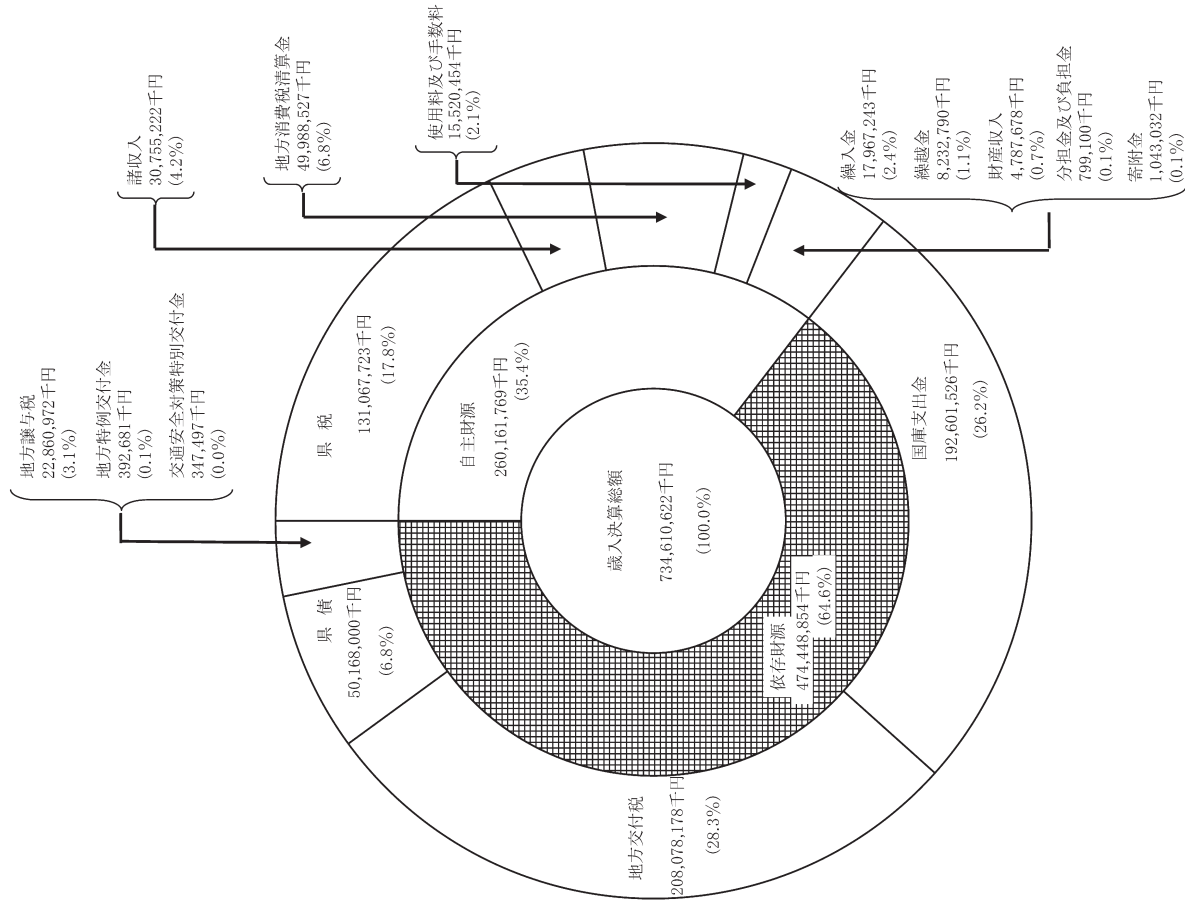 歳入決算総額
734,610,622千円
(100.0%)
自主財源
260,161,769千円
(35.4%)
依存財源
474,448,854千円
(64.6%)
県 税
131,067,723千円
(17.8%)
諸収入
30,755,222千円
(4.2%)
地方消費税清算金
49,988,527千円
(6.8%)
使用料及び手数料
15,520,454千円
(2.1%)
繰入金
17,967,243千円
(2.4%)
繰越金
8,232,790千円
(1.1%)
財産収入
4,787,678千円
(0.7%)
分担金及び負担金
799,100千円
(0.1%)
寄附金
1,043,032千円
(0.1%)
国庫支出金
192,601,526千円
(26.2%)
地方交付税
208,078,178千円
(28.3%)
県 債
50,168,000千円
(6.8%)
地方譲与税
22,860,972千円
(3.1%)
地方特例交付金
392,681千円
(0.1%)
交通安全対策特別交付金
347,497千円
(0.0%)